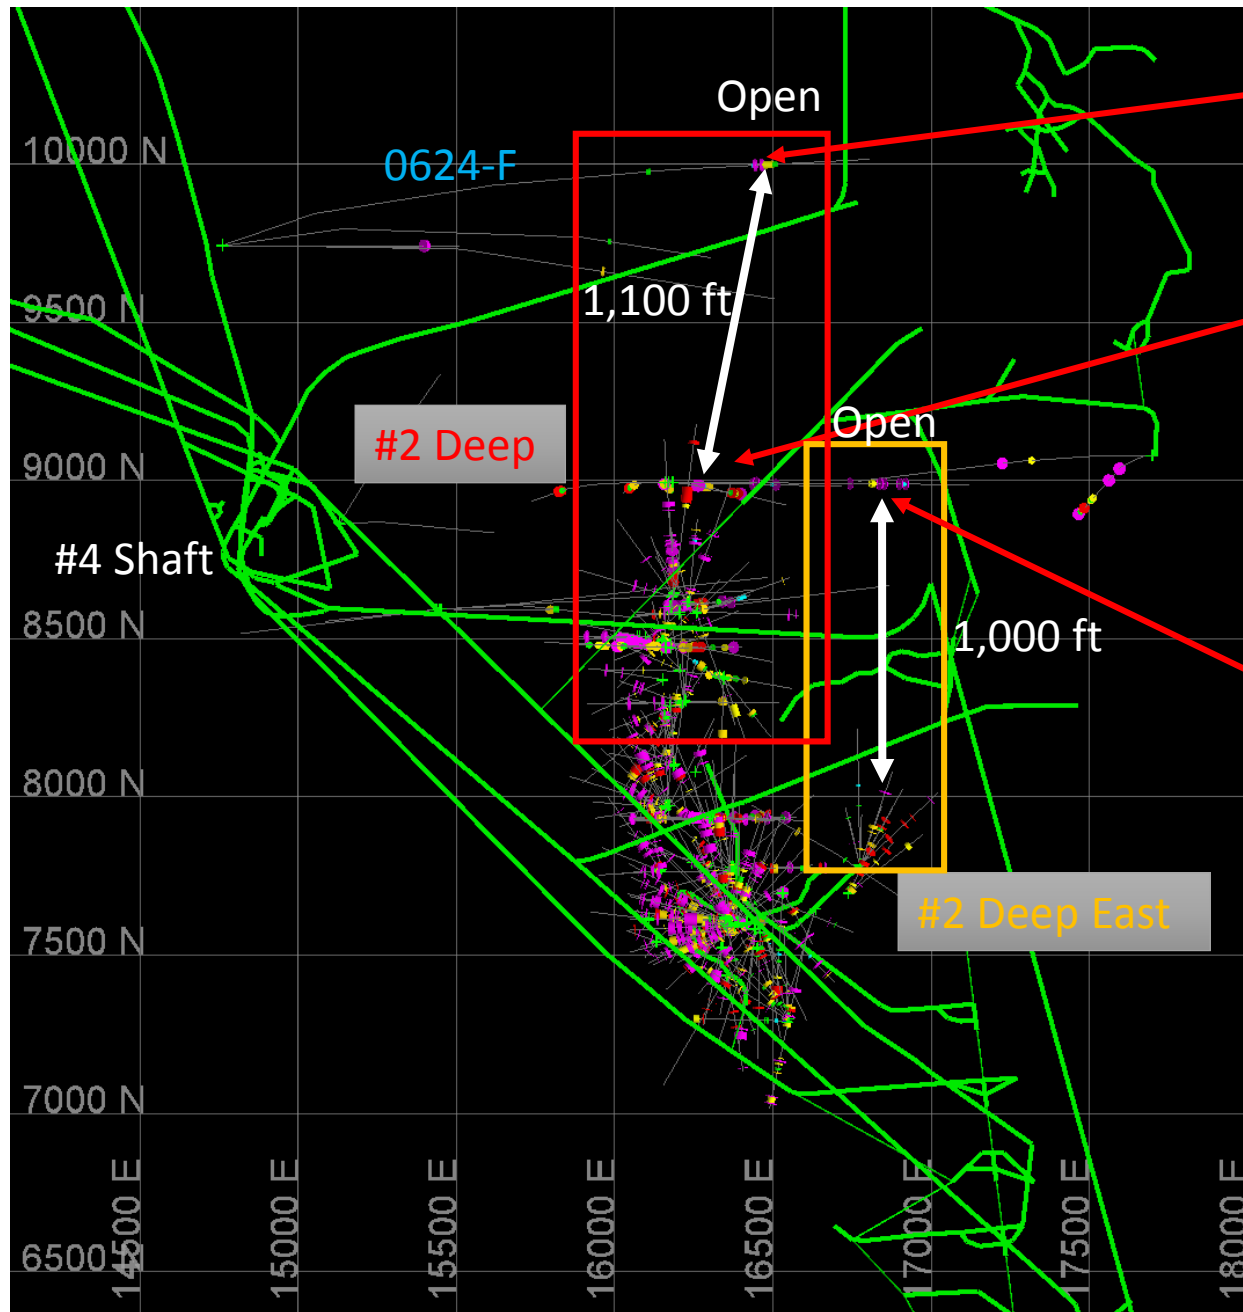 Open
10000 N
0624-F
9500 N
1,100 ft
Open
#2 Deep
9000 N
#4 Shaft
8500 N
1,000 ft
8000 N
#2 Deep East
7500 N
7000 N
6500 N
14500 E
15000 E
15500 E
16000 E
16500 E
17000 E
17500 E